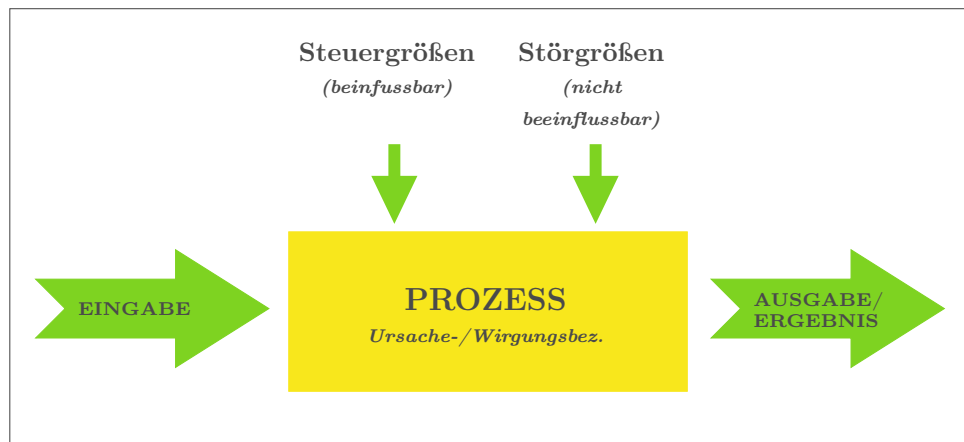 Steuergrößen
(beinfussbar)
Störgrößen
(nicht
beeinflussbar)
EINGABE
PROZESS
Ursache-/Wirgungsbez.
AUSGABE/
ERGEBNIS